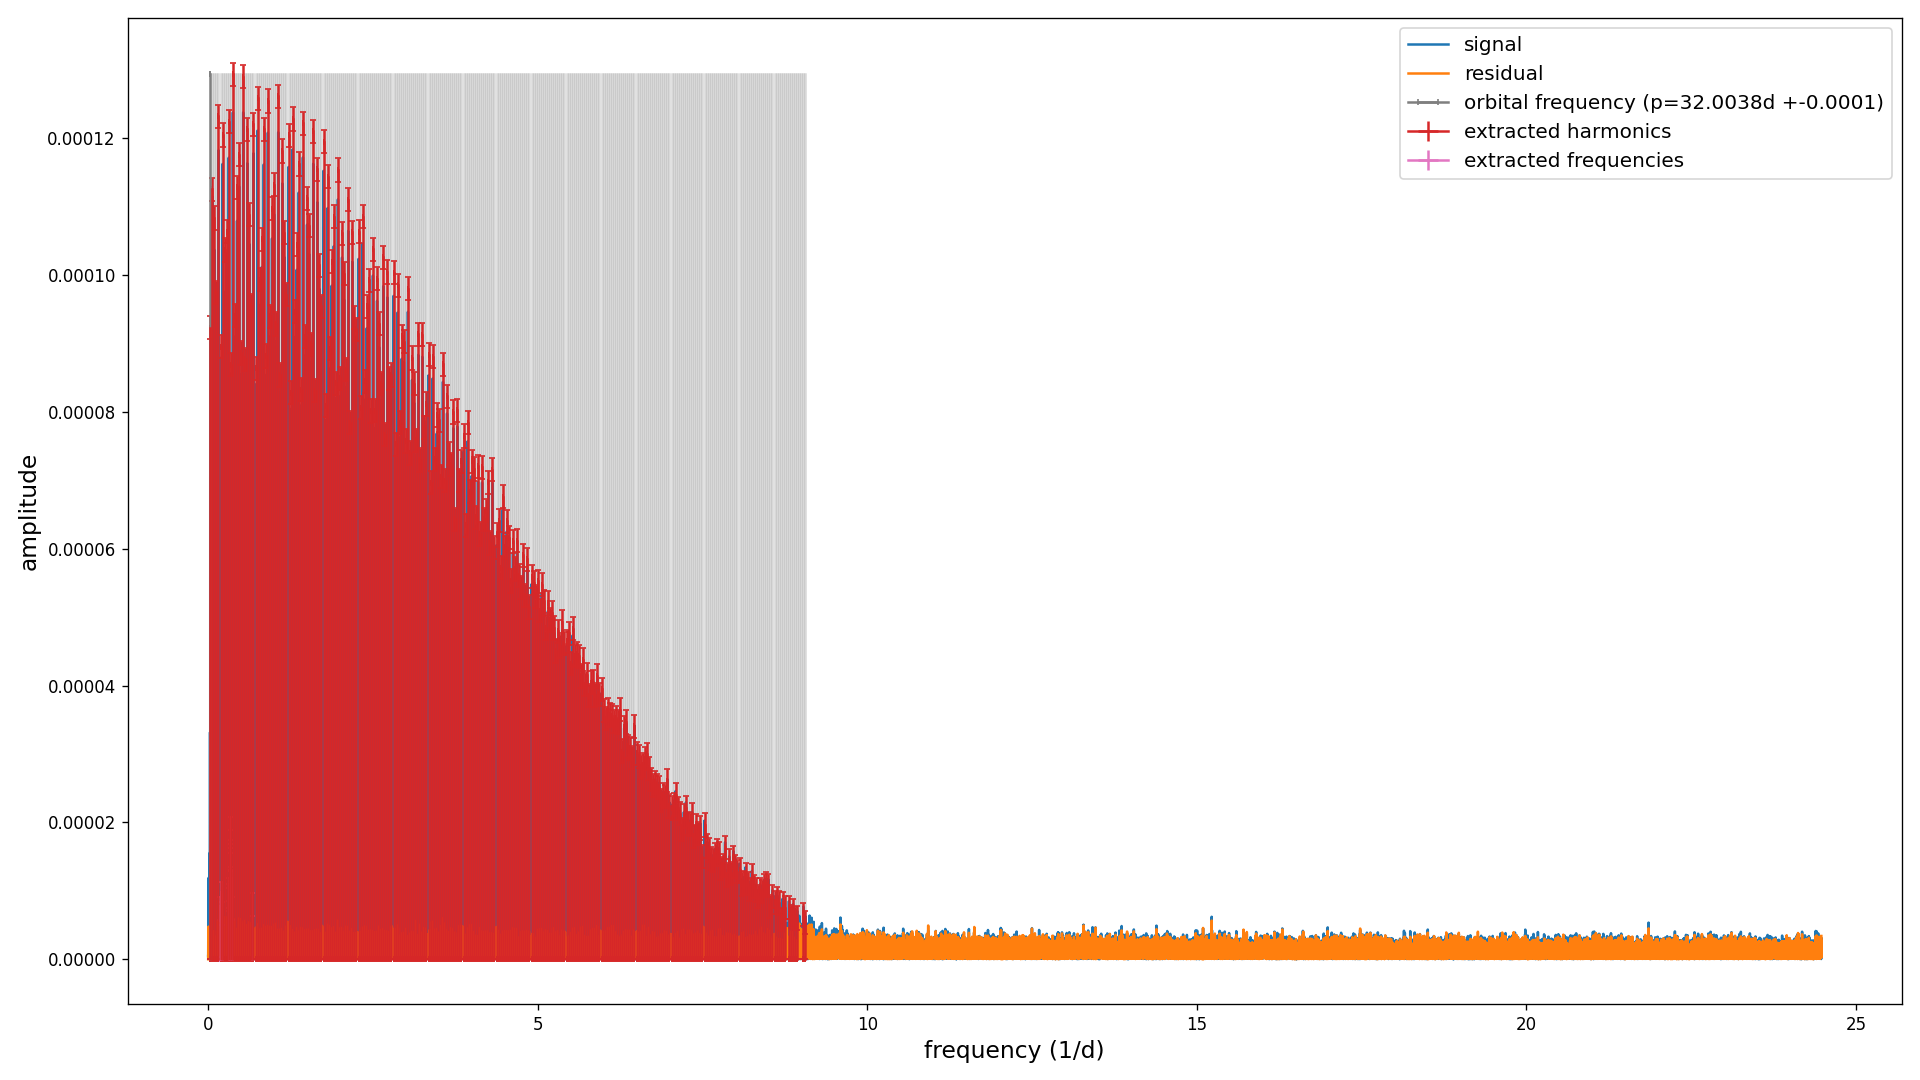 signal
residual
orbital frequency (p=32.0038d +-0.0001)
extracted harmonics
extracted frequencies
amplitude
0.00012
0.00010
0.00008
0.00006
0.00004
0.00002
0.00000
0 5 10 15 20 25
frequency (1/d)